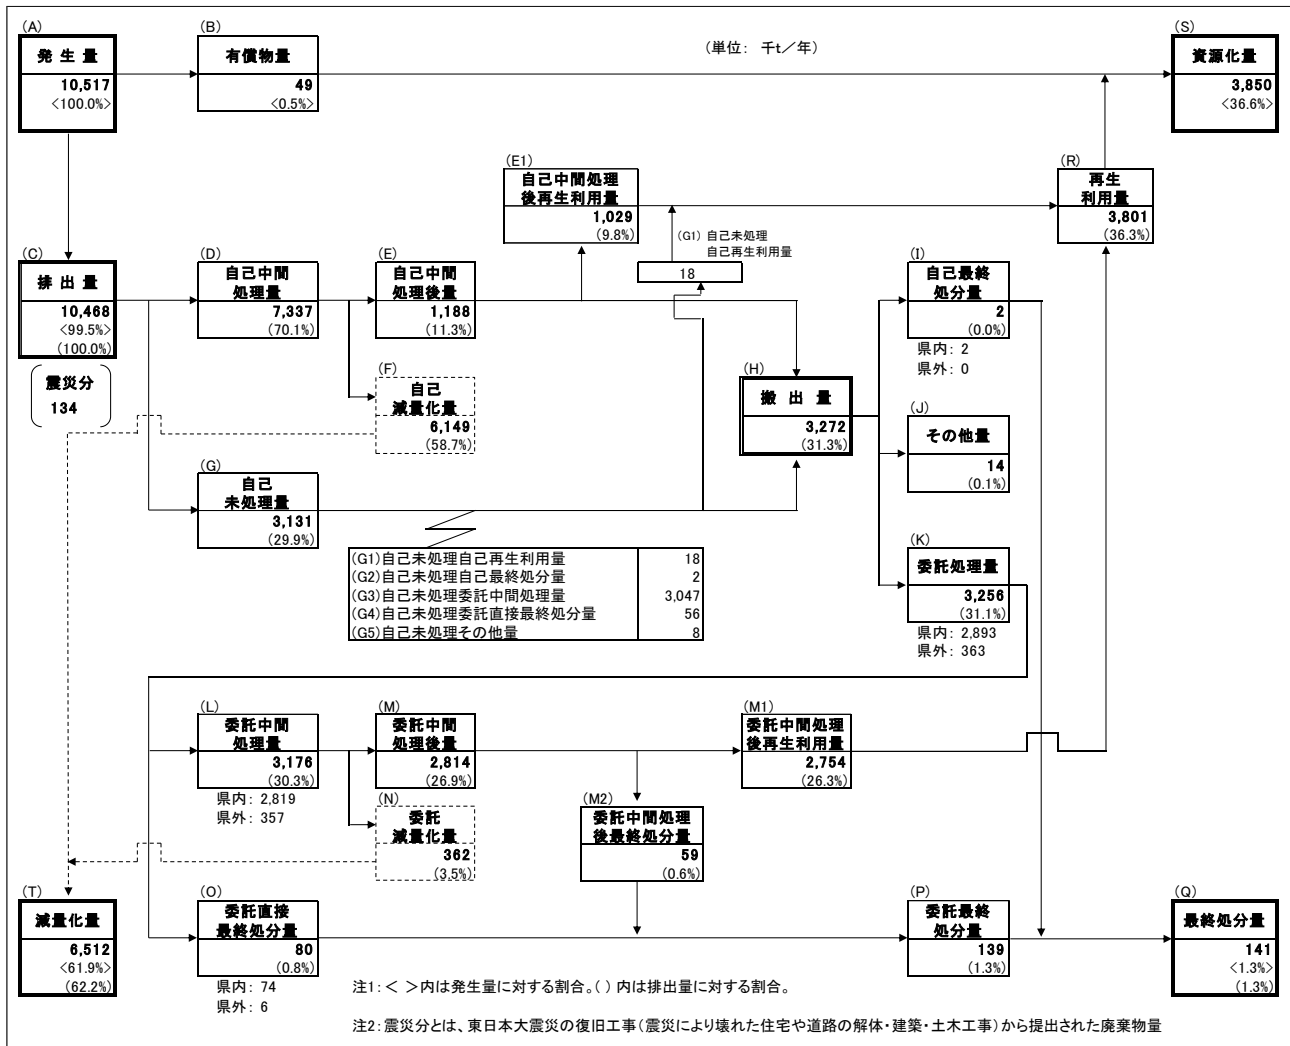 (A)
発 生 量
10,517
<100.0%>
(B)
有償物量
49
<0.5%>
(単位： 千t／年)
(S)
資源化量
3,850
<36.6%>
(E1)
自己中間処理
後再生利用量
1,029
(9.8%)
(G1) 自己未処理
自己再生利用量
18
(R)
再生
利用量
3,801
(36.3%)
(C)
排 出 量
10,468
<99.5%>
(100.0%)
震災分
134
(D)
自己中間
処理量
7,337
(70.1%)
(E)
自己中間
処理後量
1,188
(11.3%)
(F)
自己
減量化量
6,149
(58.7%)
(G)
自己
未処理量
3,131
(29.9%)
(G1)自己未処理自己再生利用量 18
(G2)自己未処理自己最終処分量 2
(G3)自己未処理委託中間処理量 3,047
(G4)自己未処理委託直接最終処分量 56
(G5)自己未処理その他量 8
(H)
搬 出 量
3,272
(31.3%)
(I)
自己最終
処分量
2
(0.0%)
県内： 2
県外： 0
(J)
その他量
14
(0.1%)
(K)
委託処理量
3,256
(31.1%)
県内： 2,893
県外： 363
(L)
委託中間
処理量
3,176
(30.3%)
県内： 2,819
県外： 357
(M)
委託中間
処理後量
2,814
(26.9%)
(N)
委託
減量化量
362
(3.5%)
(M1)
委託中間処理
後再生利用量
2,754
(26.3%)
(M2)
委託中間処理
後最終処分量
59
(0.6%)
(T)
減量化量
6,512
<61.9%>
(62.2%)
(O)
委託直接
最終処分量
80
(0.8%)
県内： 74
県外： 6
(P)
委託最終
処分量
139
(1.3%)
(Q)
最終処分量
141
<1.3%>
(1.3%)
注1：＜ ＞内は発生量に対する割合。( ) 内は排出量に対する割合。
注2：震災分とは、東日本大震災の復旧工事(震災により壊れた住宅や道路の解体・建築・土木工事)から提出された廃棄物量